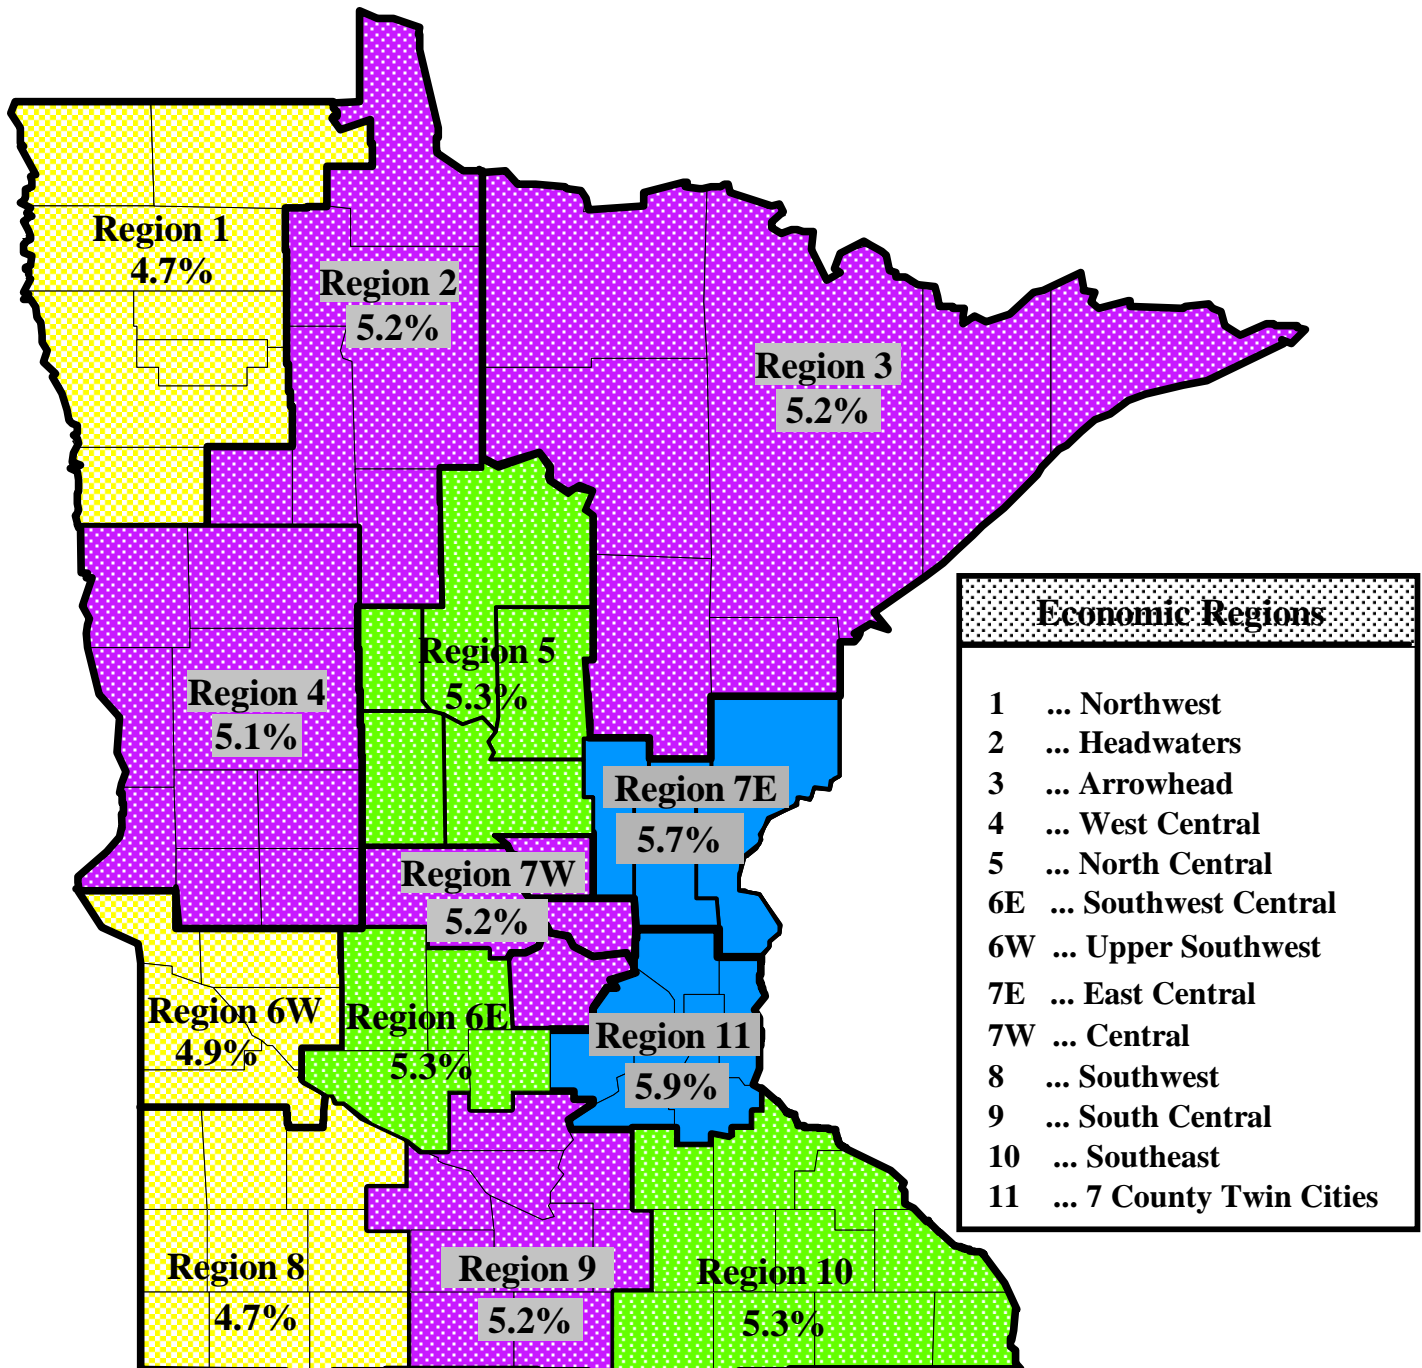 Region 1
4.7%
Region 2
5.2%
Region 3
5.2%
Region 4
5.1%
Region 5
5.3%
Region 7E
5.7%
Region 7W
5.2%
Region 6W
4.9%
Region 6E
5.3%
Region 11
5.9%
Region 8
4.7%
Region 9
5.2%
Region 10
5.3%
Economic Regions
1 ... Northwest
2 ... Headwaters
3 ... Arrowhead
4 ... West Central
5 ... North Central
6E ... Southwest Central
6W ... Upper Southwest
7E ... East Central
7W ... Central
8 ... Southwest
9 ... South Central
10 ... Southeast
11 ... 7 County Twin Cities